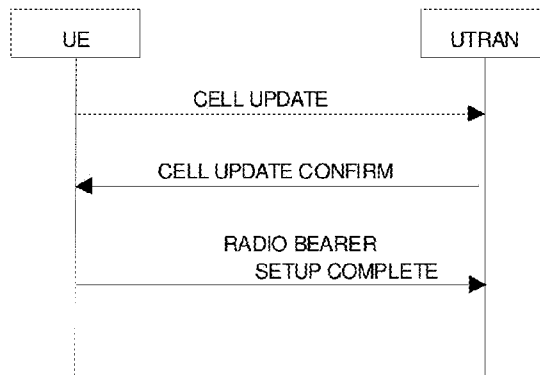 UE
UTRAN
CELL UPDATE
CELL UPDATE CONFIRM
RADIO BEARER
SETUP COMPLETE